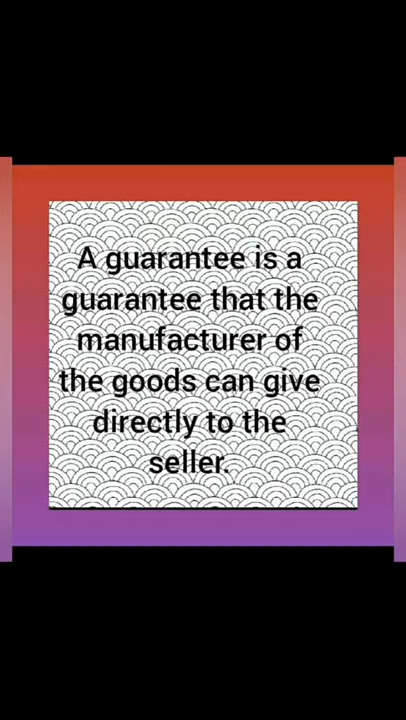 A guarantee is a
guarantee that the
manufacturer of
the goods can give
directly to the
seller.